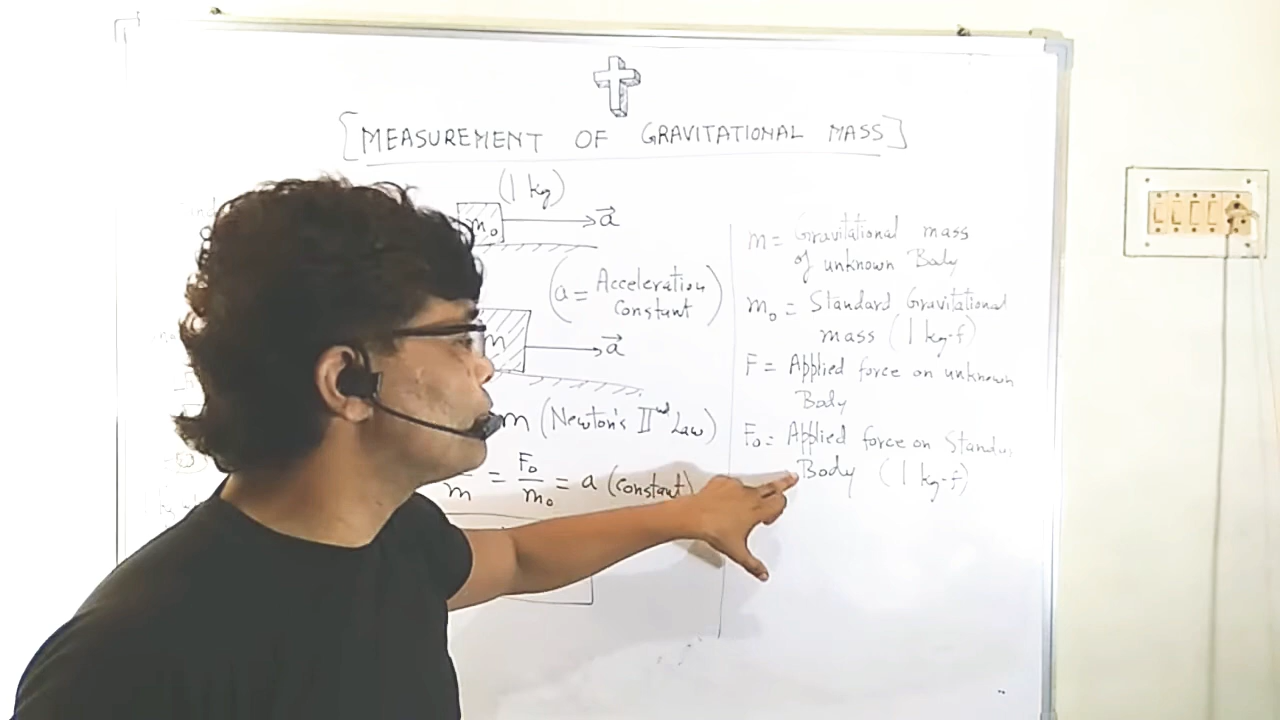 [MEASUREMENT OF GRAVITATIONAL MASS]
(1 kg)
m₀
a⃗
(a = Acceleration
Constant)
m
a⃗
m (Newton's IInd Law)
m = F₀/m₀ = a (constant)
m = Gravitational mass
of unknown Body
m₀ = Standard Gravitational
mass (1 kg-f)
F = Applied force on unknown
Body
F₀ = Applied force on
Body (1 kg-f)